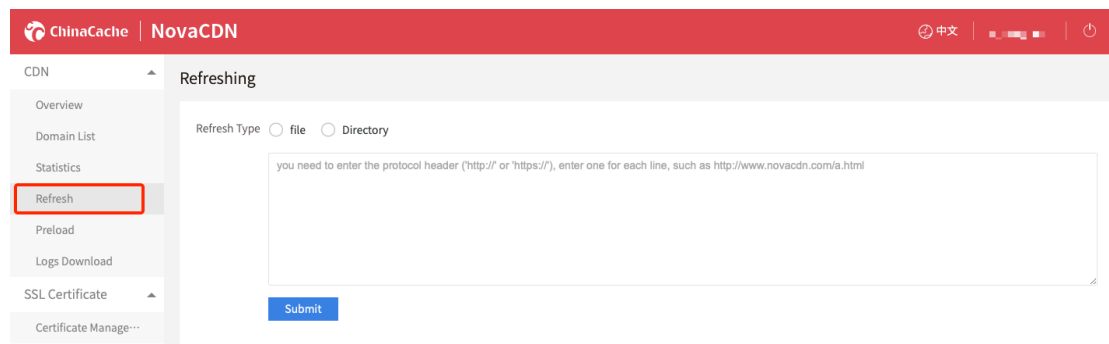 ChinaCache | NovaCDN 中文
CDN
Overview
Domain List
Statistics
Refresh
Preload
Logs Download
SSL Certificate
Certificate Manage…
Refreshing
Refresh Type file Directory
you need to enter the protocol header ('http://' or 'https://'), enter one for each line, such as http://www.novacdn.com/a.html
Submit